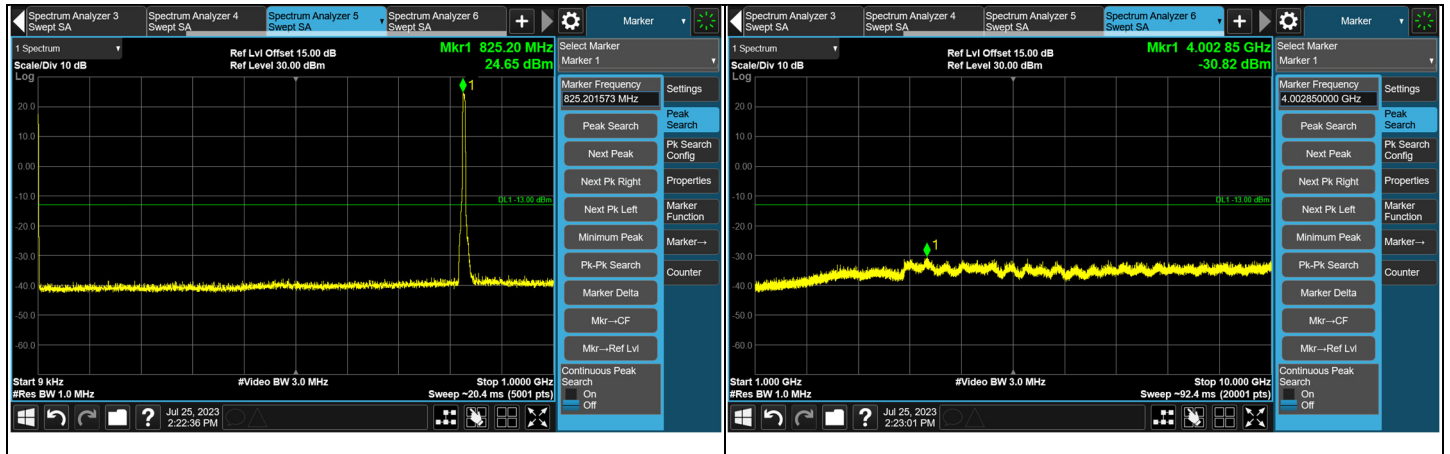 Spectrum Analyzer 3
Swept SA
Spectrum Analyzer 4
Swept SA
Spectrum Analyzer 5
Swept SA
Spectrum Analyzer 6
Swept SA
Marker
1 Spectrum
Scale/Div 10 dB
Log
Ref Lvl Offset 15.00 dB
Ref Level 30.00 dBm
Mkr1 825.20 MHz
24.65 dBm
1
20.0
10.0
0.00
-10.0
-20.0
-30.0
-40.0
-50.0
-60.0
DL1 -13.00 dBm
Start 9 kHz
#Res BW 1.0 MHz
#Video BW 3.0 MHz
Stop 1.0000 GHz
Sweep ~20.4 ms (5001 pts)
Select Marker
Marker 1
Marker Frequency
825.201573 MHz
Peak Search
Next Peak
Next Pk Right
Next Pk Left
Minimum Peak
Pk-Pk Search
Marker Delta
Mkr→CF
Mkr→Ref Lvl
Continuous Peak
Search
On
Off
Settings
Peak
Search
Pk Search
Config
Properties
Marker
Function
Marker→
Counter
?
Jul 25, 2023
2:22:36 PM
Spectrum Analyzer 3
Swept SA
Spectrum Analyzer 4
Swept SA
Spectrum Analyzer 5
Swept SA
Spectrum Analyzer 6
Swept SA
Marker
1 Spectrum
Scale/Div 10 dB
Log
Ref Lvl Offset 15.00 dB
Ref Level 30.00 dBm
Mkr1 4.002 85 GHz
-30.82 dBm
1
20.0
10.0
0.00
-10.0
-20.0
-30.0
-40.0
-50.0
-60.0
DL1 -13.00 dBm
Start 1.000 GHz
#Res BW 1.0 MHz
#Video BW 3.0 MHz
Stop 10.000 GHz
Sweep ~92.4 ms (20001 pts)
Select Marker
Marker 1
Marker Frequency
4.002850000 GHz
Peak Search
Next Peak
Next Pk Right
Next Pk Left
Minimum Peak
Pk-Pk Search
Marker Delta
Mkr→CF
Mkr→Ref Lvl
Continuous Peak
Search
On
Off
Settings
Peak
Search
Pk Search
Config
Properties
Marker
Function
Marker→
Counter
?
Jul 25, 2023
2:23:01 PM